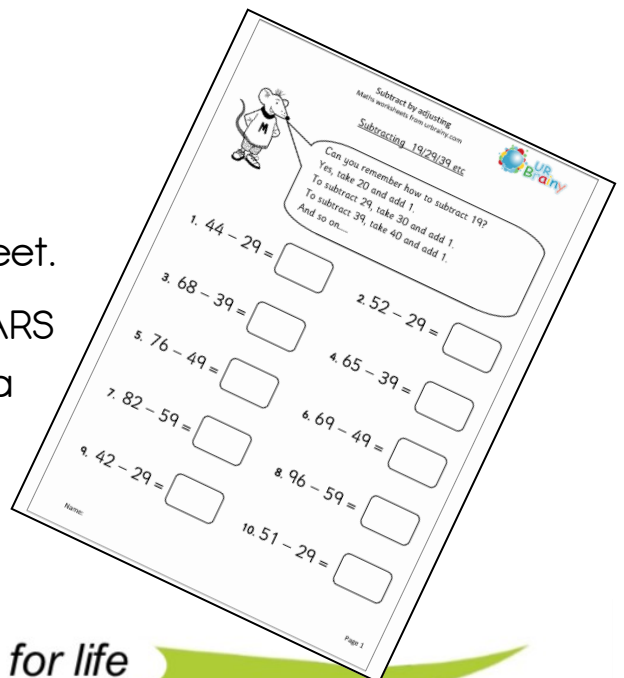 eet.
ARS
a
for life
Subtract by adjusting
Maths worksheets from urbrainy.com
Subtracting 19/29/39 etc
UR
Brainy
M
Can you remember how to subtract 19?
Yes, take 20 and add 1.
To subtract 29, take 30 and add 1.
To subtract 39, take 40 and add 1.
And so on....
1. 44 – 29 =
2. 52 – 29 =
3. 68 – 39 =
4. 65 – 39 =
5. 76 – 49 =
6. 69 – 49 =
7. 82 – 59 =
8. 96 – 59 =
9. 42 – 29 =
10. 51 – 29 =
Name:
Page 1